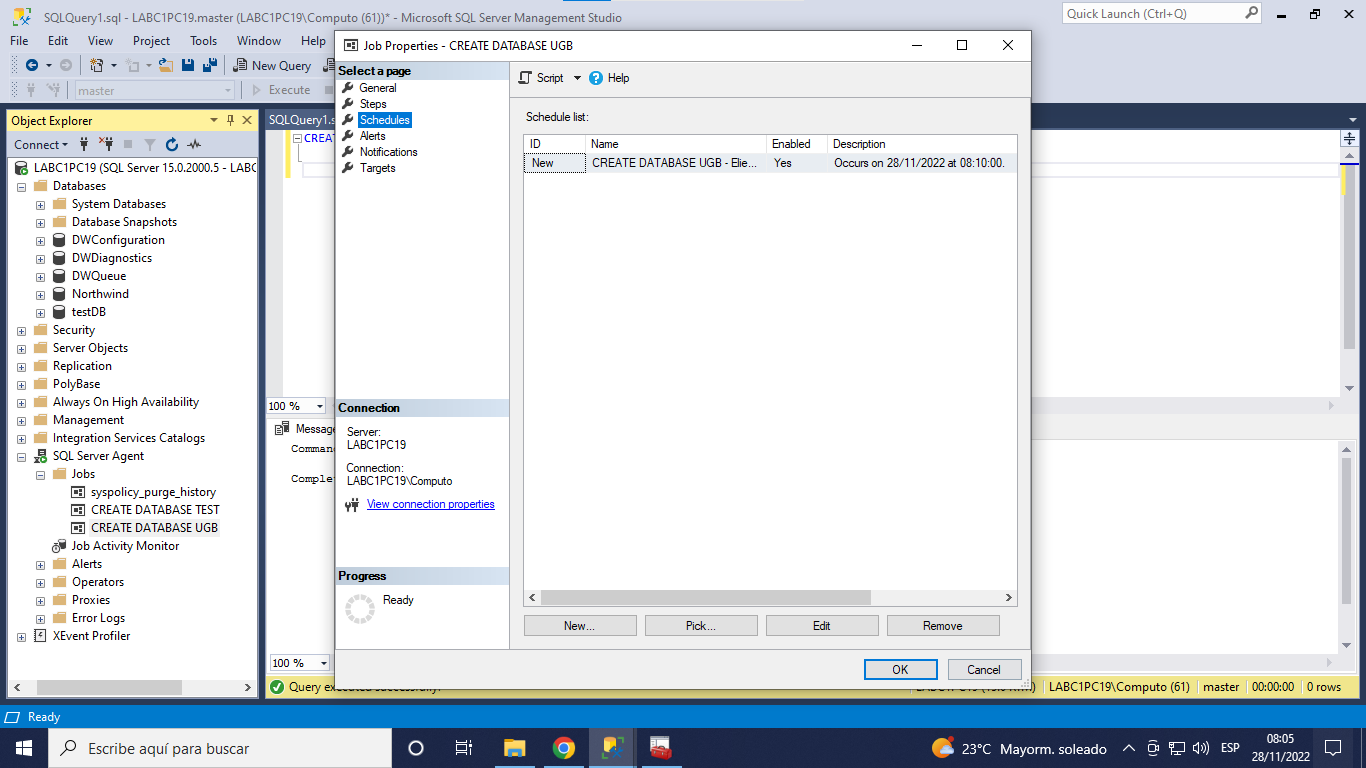 SQLQuery1.sql - LABC1PC19.master (LABC1PC19\Computo (61))* - Microsoft SQL Server Management Studio
Quick Launch (Ctrl+Q)
File Edit View Project Tools Window Help
New Query
master
Execute
Object Explorer
Connect
LABC1PC19 (SQL Server 15.0.2000.5 - LABC
Databases
System Databases
Database Snapshots
DWConfiguration
DWDiagnostics
DWQueue
Northwind
testDB
Security
Server Objects
Replication
PolyBase
Always On High Availability
Management
Integration Services Catalogs
SQL Server Agent
Jobs
syspolicy_purge_history
CREATE DATABASE TEST
CREATE DATABASE UGB
Job Activity Monitor
Alerts
Operators
Proxies
Error Logs
XEvent Profiler
SQLQuery1.s
CREAT
100 %
Message
Comman
Comple
100 %
Job Properties - CREATE DATABASE UGB
Select a page
General
Steps
Schedules
Alerts
Notifications
Targets
Connection
Server:
LABC1PC19
Connection:
LABC1PC19\Computo
View connection properties
Progress
Ready
Script Help
Schedule list:
ID Name Enabled Description
New CREATE DATABASE UGB - Elie... Yes Occurs on 28/11/2022 at 08:10:00.
New... Pick... Edit Remove
OK Cancel
Query executed successfully.
LABC1PC19\Computo (61) master 00:00:00 0 rows
Ready
Escribe aquí para buscar
23°C Mayorm. soleado
ESP
08:05
28/11/2022